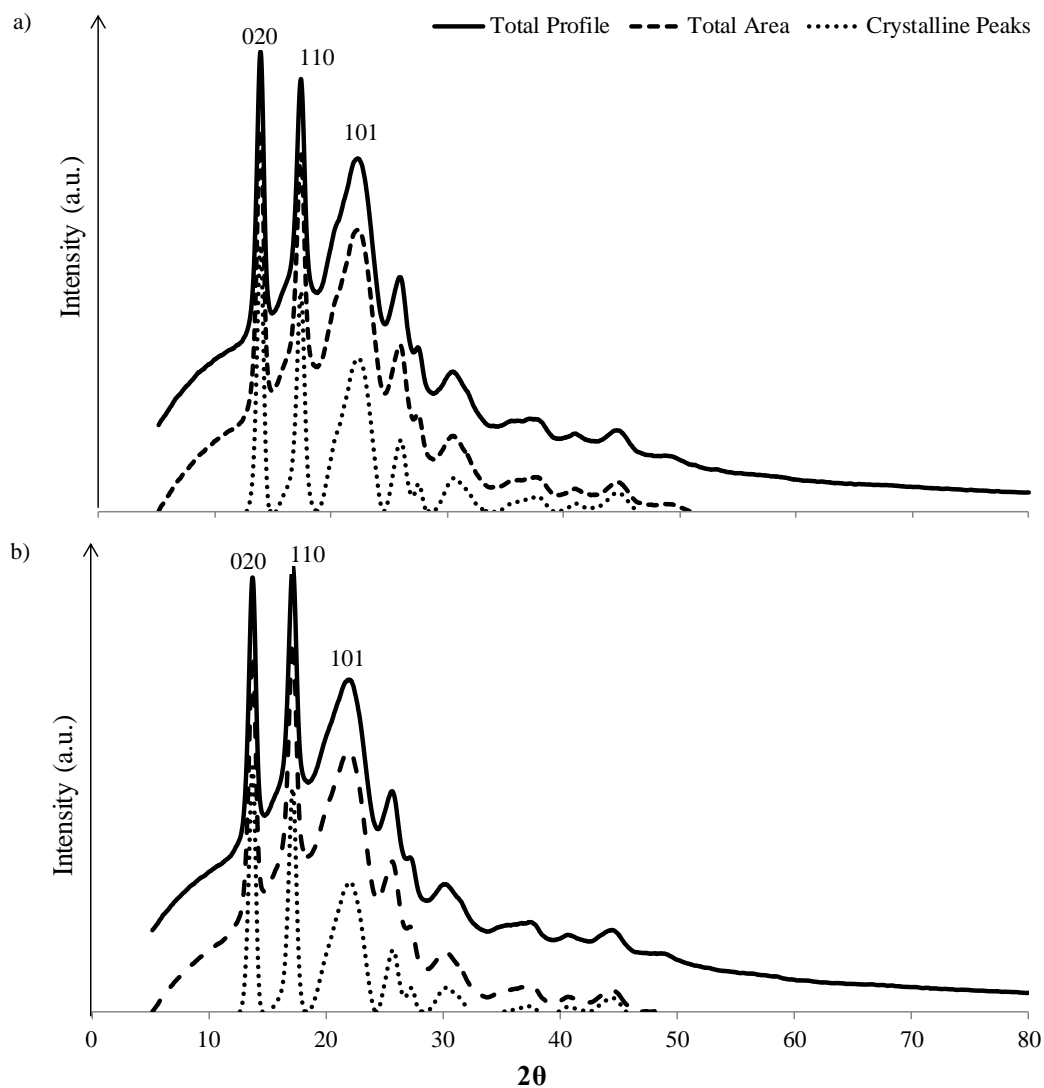 a)
Total Profile Total Area Crystalline Peaks
020
110
101
Intensity (a.u.)
b)
020
110
101
Intensity (a.u.)
0 10 20 30 40 50 60 70 80
2θ